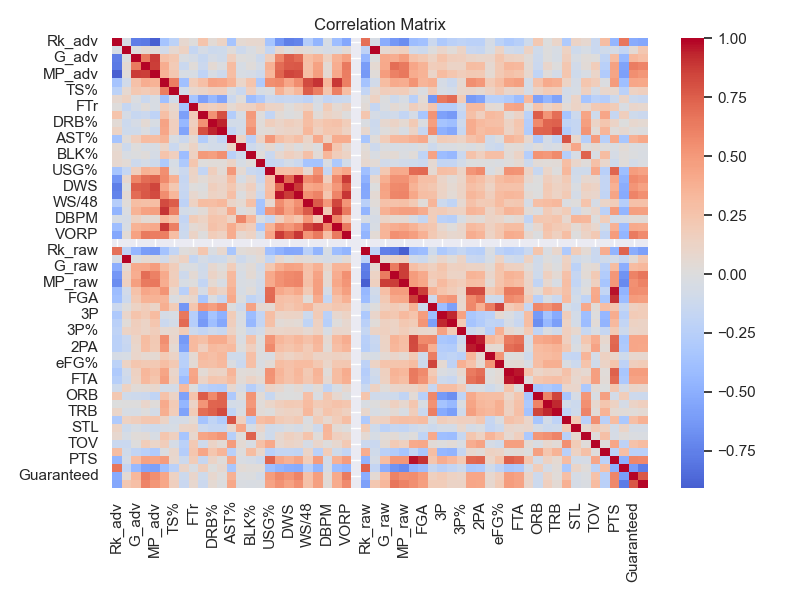 Correlation Matrix
Rk_adv
G_adv
MP_adv
TS%
FTr
DRB%
AST%
BLK%
USG%
DWS
WS/48
DBPM
VORP
Rk_raw
G_raw
MP_raw
FGA
3P
3P%
2PA
eFG%
FTA
ORB
TRB
STL
TOV
PTS
Guaranteed
Rk_adv
G_adv
MP_adv
TS%
FTr
DRB%
AST%
BLK%
USG%
DWS
WS/48
DBPM
VORP
Rk_raw
G_raw
MP_raw
FGA
3P
3P%
2PA
eFG%
FTA
ORB
TRB
STL
TOV
PTS
Guaranteed
1.00
0.75
0.50
0.25
0.00
−0.25
−0.50
−0.75